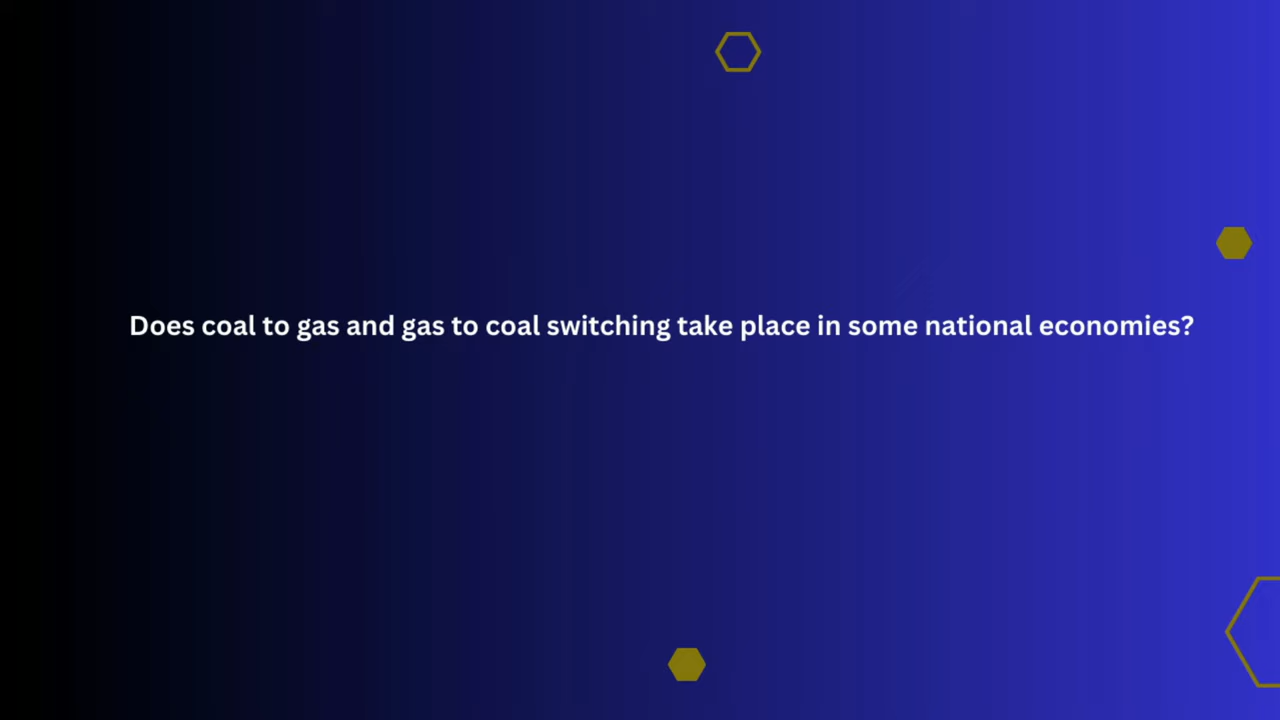 Does coal to gas and gas to coal switching take place in some national economies?